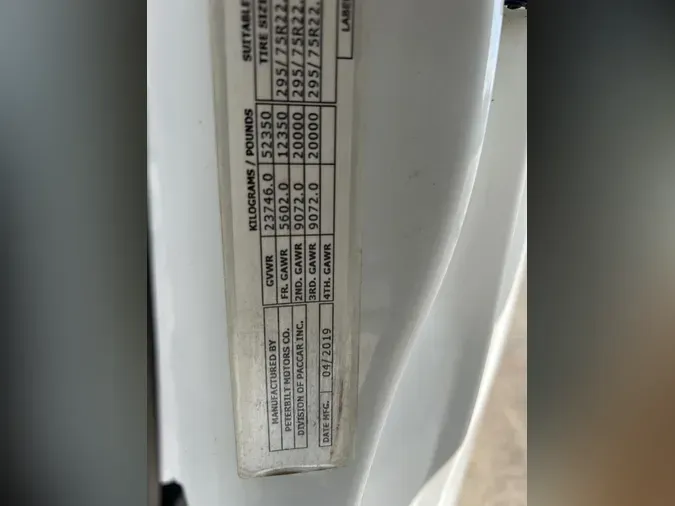 MANUFACTURED BY
PETERBILT MOTORS CO.
DIVISION OF PACCAR INC.
DATE MFG. 04/2019
KILOGRAMS / POUNDS SUITABLE
TIRE SIZE
GVWR 23746.0 52350
FR. GAWR 5602.0 12350 295/75R22.
2ND. GAWR 9072.0 20000 295/75R22.
3RD. GAWR 9072.0 20000 295/75R22.
4TH. GAWR